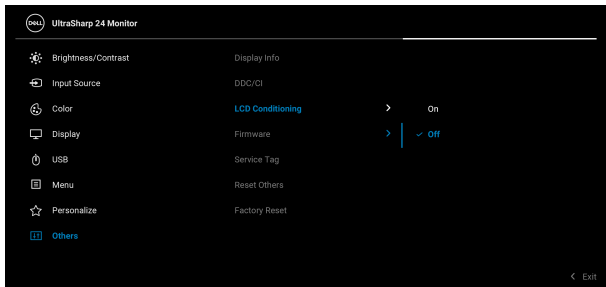 DELL UltraSharp 24 Monitor
Brightness/Contrast Display Info
Input Source DDC/CI
Color LCD Conditioning > On
Display Firmware > ✓ Off
USB Service Tag
Menu Reset Others
Personalize Factory Reset
Others
< Exit